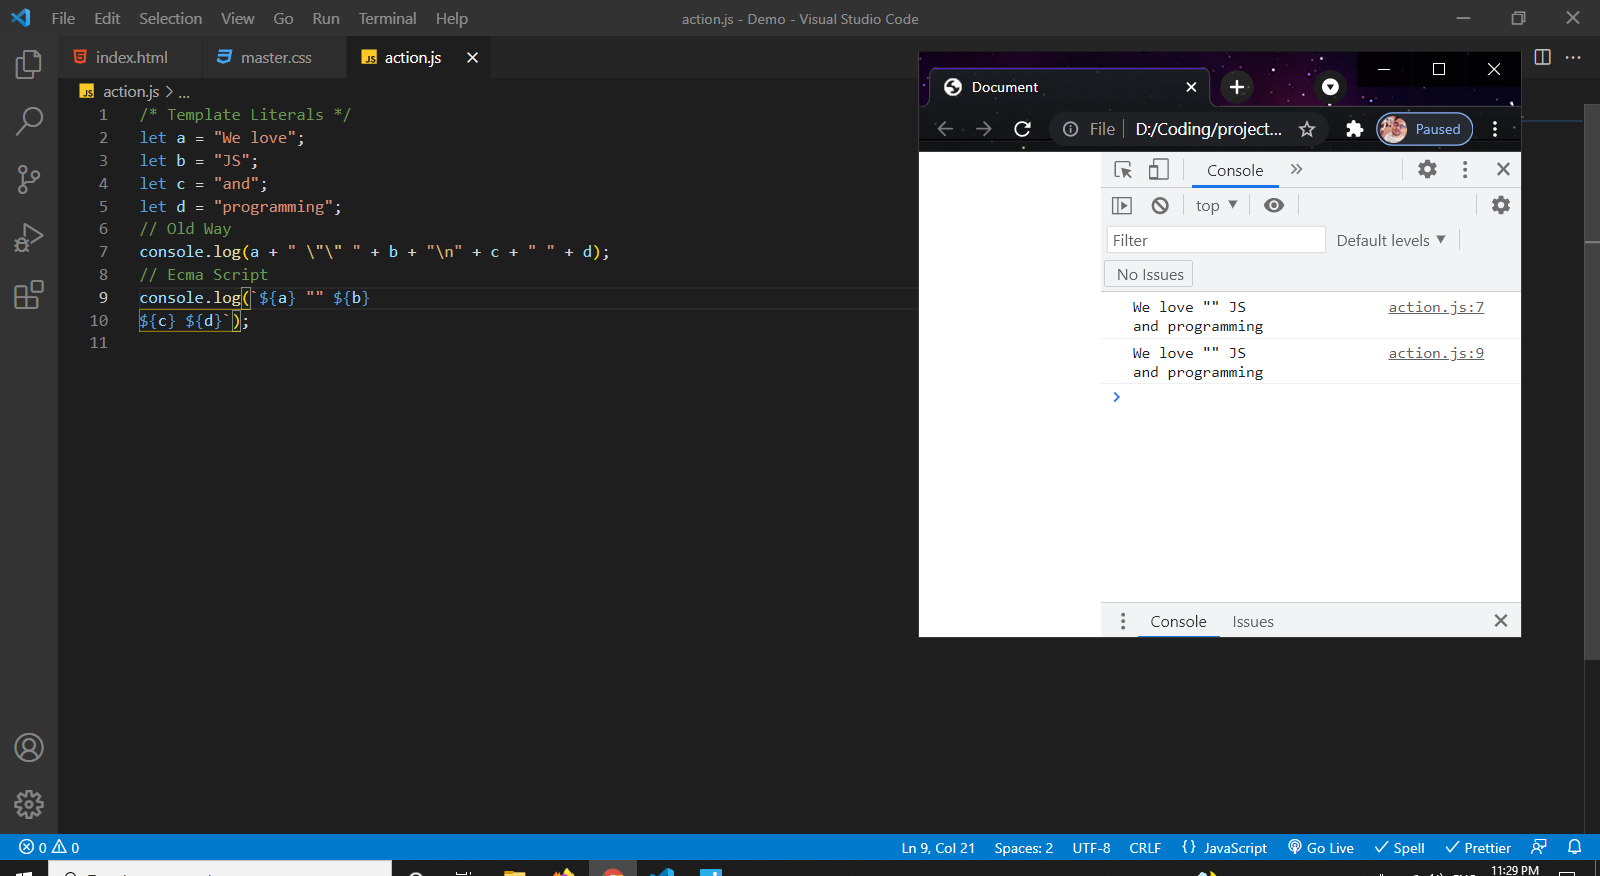 File Edit Selection View Go Run Terminal Help
action.js - Demo - Visual Studio Code
index.html
master.css
JS action.js
JS action.js > ...
1 /* Template Literals */
2 let a = "We love";
3 let b = "JS";
4 let c = "and";
5 let d = "programming";
6 // Old Way
7 console.log(a + " \"\" " + b + "\n" + c + " " + d);
8 // Ecma Script
9 console.log(`${a} "" ${b}
10 ${c} ${d}`);
11
Document
File D:/Coding/project... Paused
Console
top
Filter Default levels
No Issues
We love "" JS action.js:7
and programming
We love "" JS action.js:9
and programming
Console Issues
0 0 Ln 9, Col 21 Spaces: 2 UTF-8 CRLF {} JavaScript Go Live Spell Prettier
11:29 PM